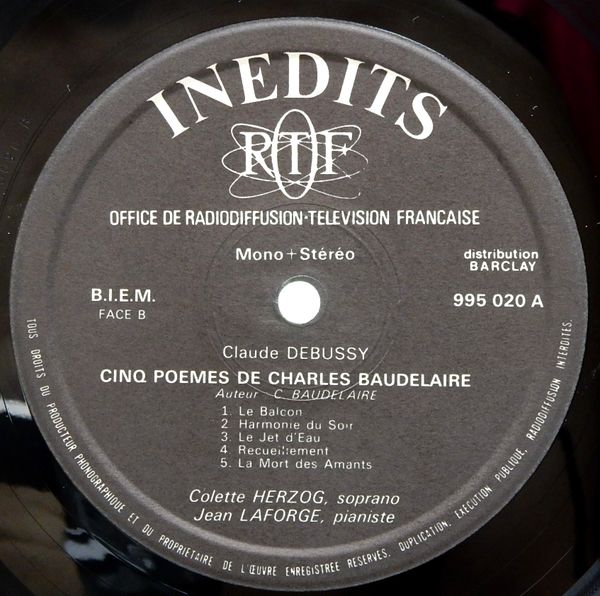 INEDITS
ORTF
OFFICE DE RADIODIFFUSION-TELEVISION FRANCAISE
Mono + Stéréo
distribution
BARCLAY
B.I.E.M.
995 020 A
FACE B
Claude DEBUSSY
CINQ POEMES DE CHARLES BAUDELAIRE
Auteur C. BAUDELAIRE
1. Le Balcon
2 Harmonie du Soir
3. Le Jet d'Eau
4. Recueillement
5. La Mort des Amants
Colette HERZOG, soprano
Jean LAFORGE, pianiste
TOUS DROITS DU PRODUCTEUR PHONOGRAPHIQUE ET DU PROPRIETAIRE DE L'ŒUVRE ENREGISTREE RESERVES. DUPLICATION, EXECUTION PUBLIQUE, RADIODIFFUSION INTERDITES.